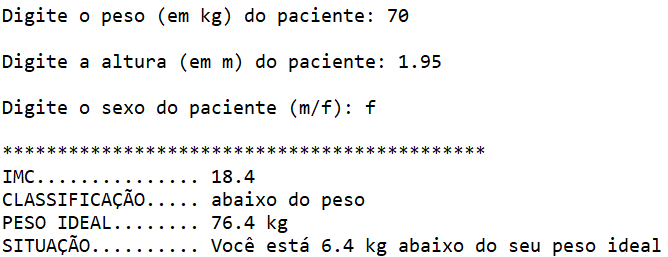 Digite o peso (em kg) do paciente: 70
Digite a altura (em m) do paciente: 1.95
Digite o sexo do paciente (m/f): f
********************************************
IMC............... 18.4
CLASSIFICAÇÃO..... abaixo do peso
PESO IDEAL........ 76.4 kg
SITUAÇÃO.......... Você está 6.4 kg abaixo do seu peso ideal